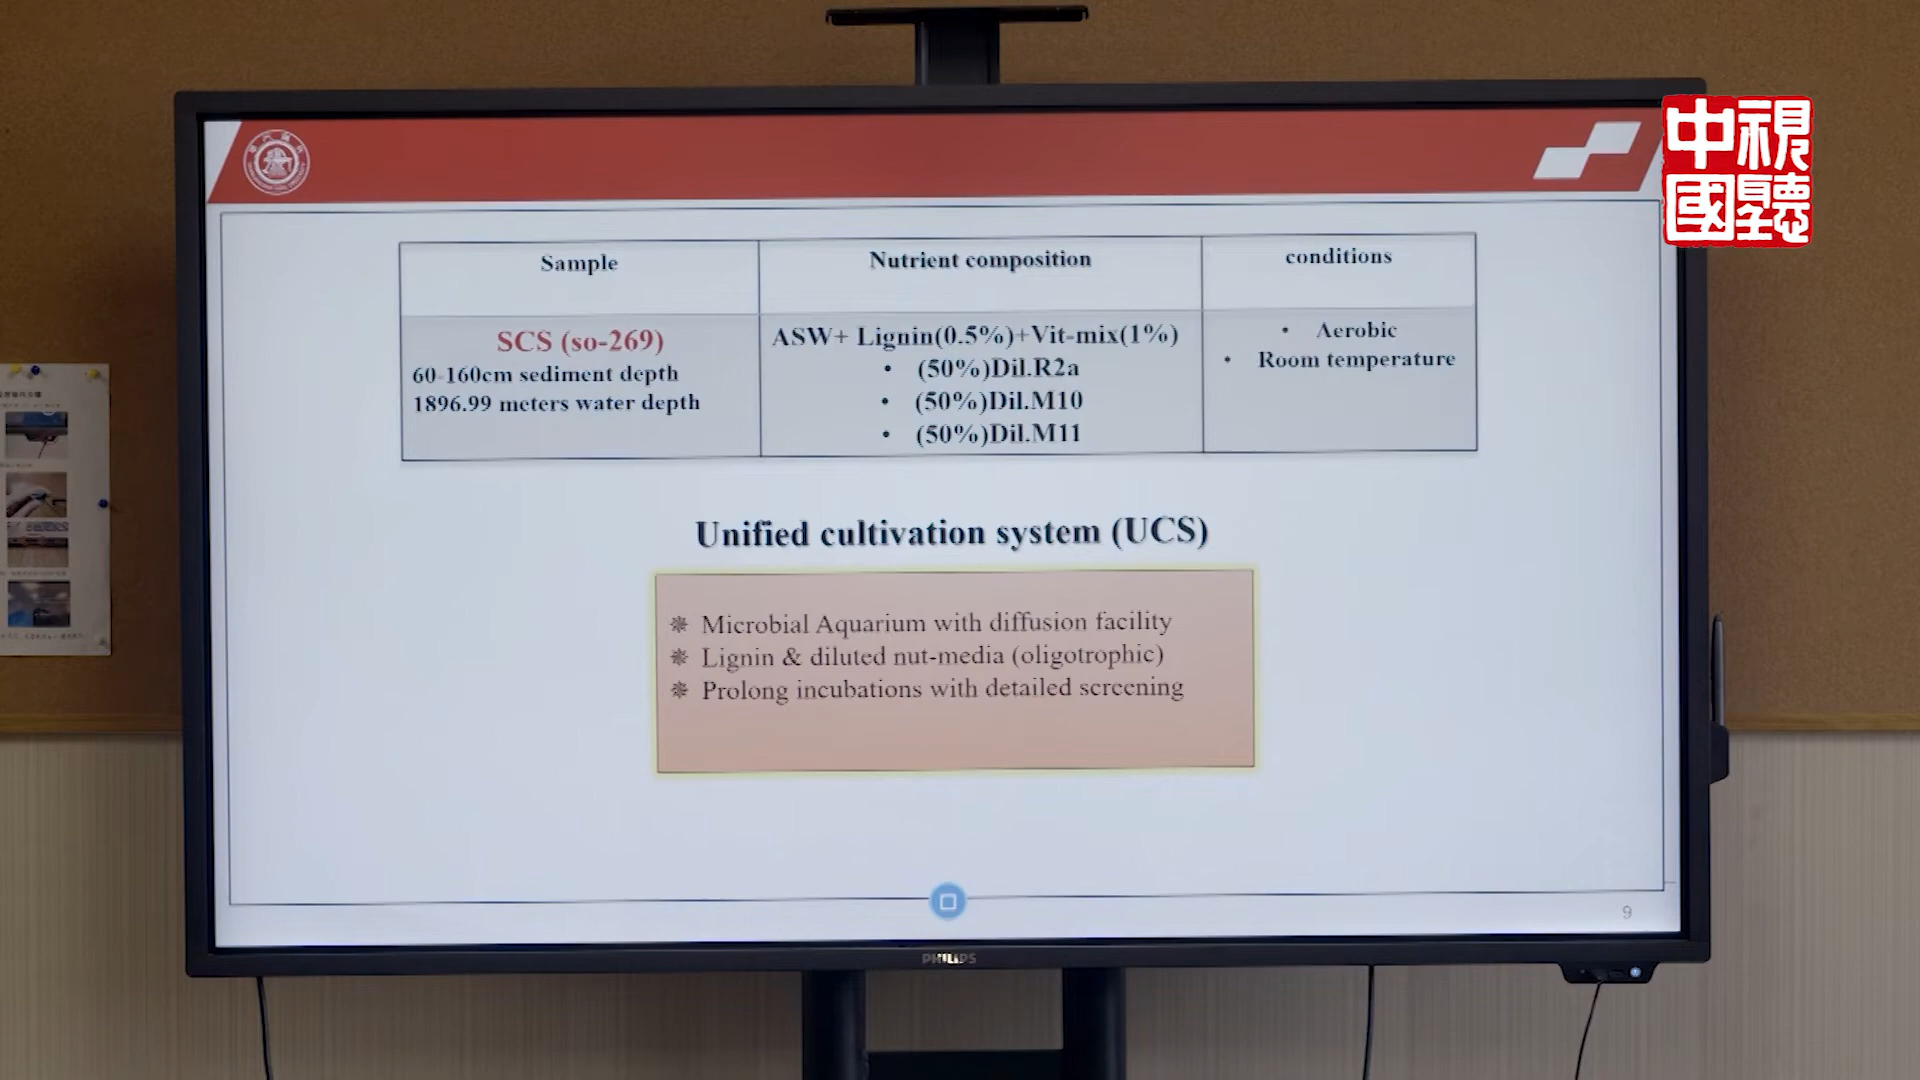 中視
國聽
Sample
Nutrient composition
conditions
SCS (so-269)
60-160cm sediment depth
1896.99 meters water depth
ASW+ Lignin(0.5%)+Vit-mix(1%)
• (50%)Dil.R2a
• (50%)Dil.M10
• (50%)Dil.M11
• Aerobic
• Room temperature
Unified cultivation system (UCS)
Microbial Aquarium with diffusion facility
Lignin & diluted nut-media (oligotrophic)
Prolong incubations with detailed screening
9
PHILIPS